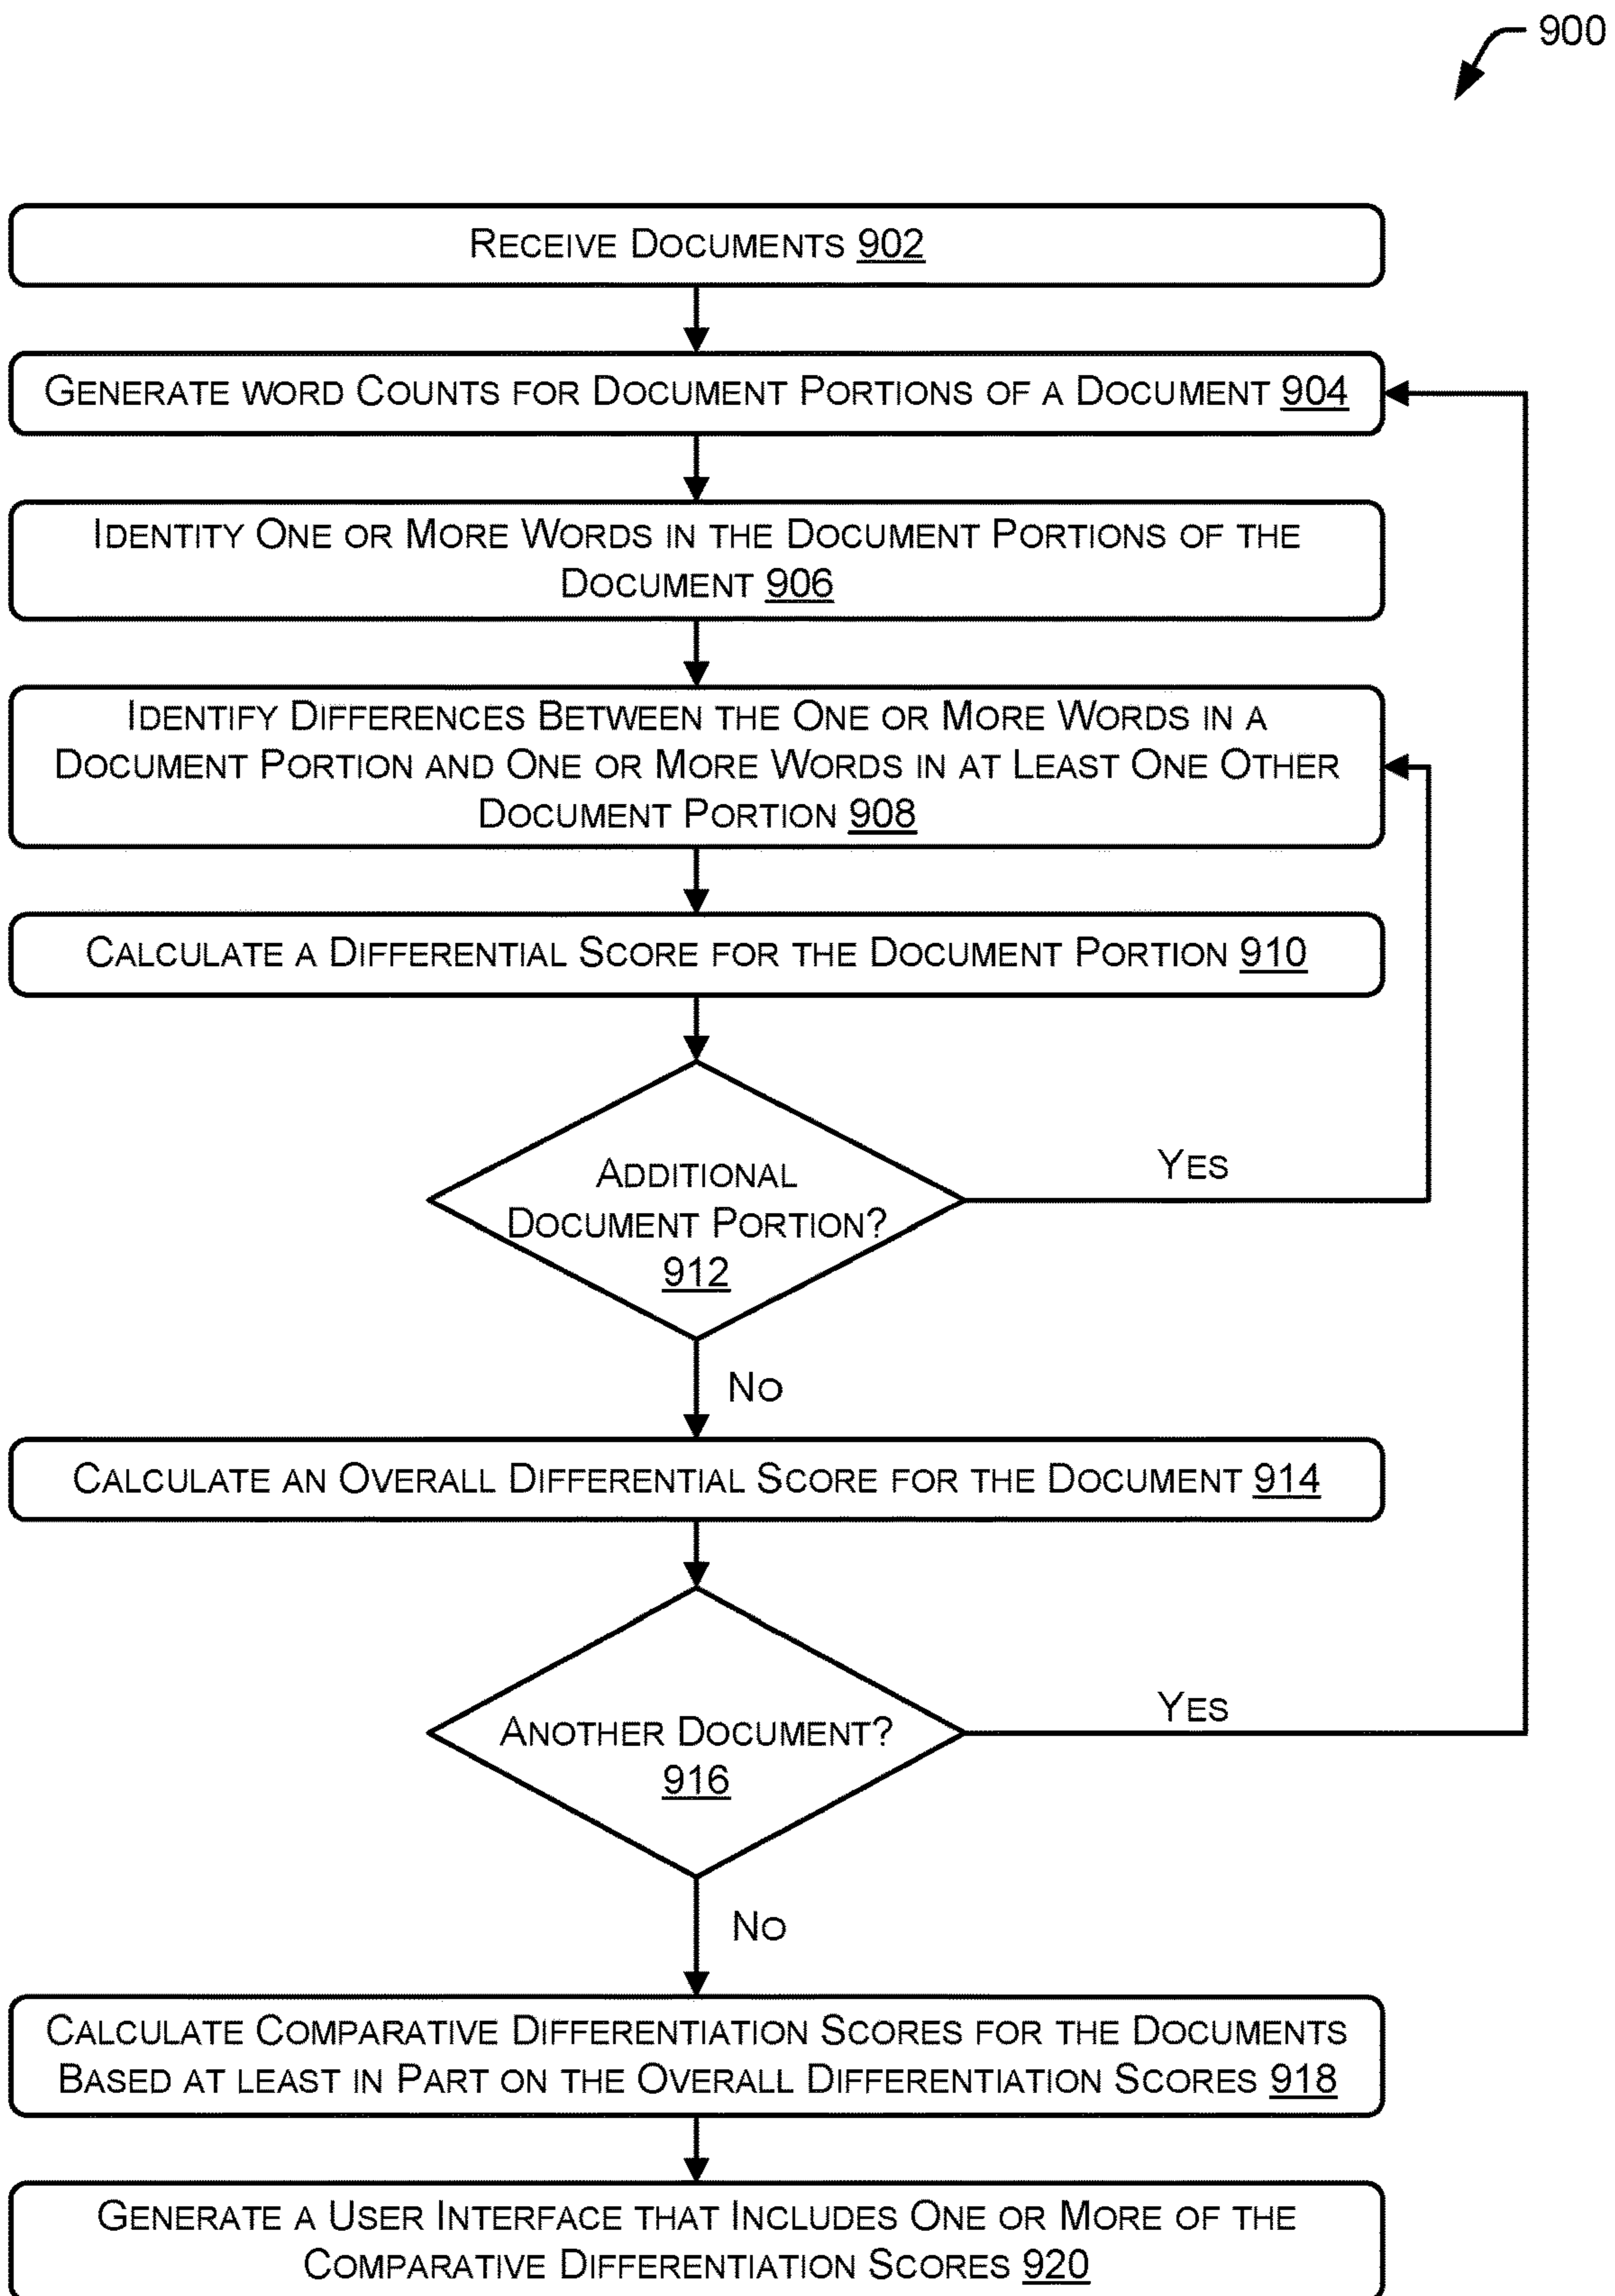 900
RECEIVE DOCUMENTS 902
GENERATE WORD COUNTS FOR DOCUMENT PORTIONS OF A DOCUMENT 904
IDENTITY ONE OR MORE WORDS IN THE DOCUMENT PORTIONS OF THE
DOCUMENT 906
IDENTIFY DIFFERENCES BETWEEN THE ONE OR MORE WORDS IN A
DOCUMENT PORTION AND ONE OR MORE WORDS IN AT LEAST ONE OTHER
DOCUMENT PORTION 908
CALCULATE A DIFFERENTIAL SCORE FOR THE DOCUMENT PORTION 910
ADDITIONAL
DOCUMENT PORTION?
912
YES
NO
CALCULATE AN OVERALL DIFFERENTIAL SCORE FOR THE DOCUMENT 914
ANOTHER DOCUMENT?
916
YES
NO
CALCULATE COMPARATIVE DIFFERENTIATION SCORES FOR THE DOCUMENTS
BASED AT LEAST IN PART ON THE OVERALL DIFFERENTIATION SCORES 918
GENERATE A USER INTERFACE THAT INCLUDES ONE OR MORE OF THE
COMPARATIVE DIFFERENTIATION SCORES 920